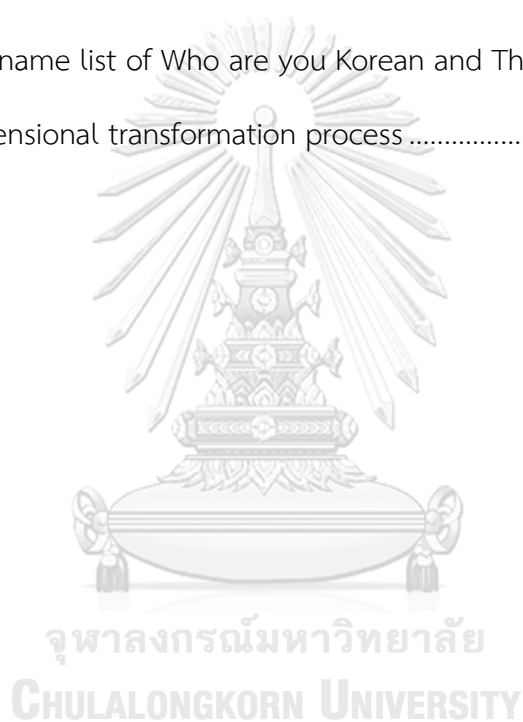 name list of Who are you Korean and Th
ensional transformation process ................
จุฬาลงกรณ์มหาวิทยาลัย
CHULALONGKORN UNIVERSITY